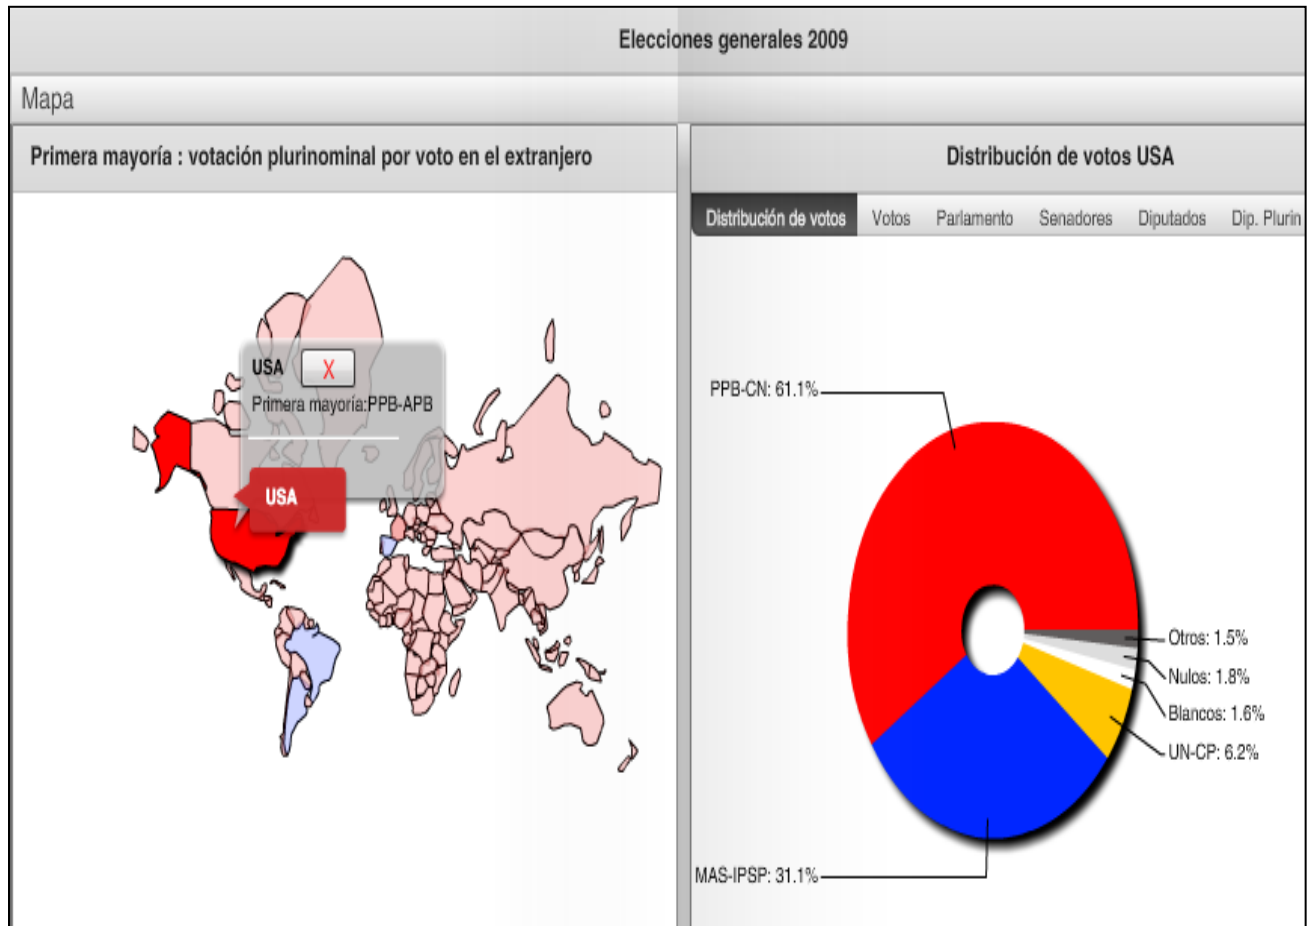 Elecciones generales 2009
Mapa
Primera mayoría : votación plurinominal por voto en el extranjero
USA X
Primera mayoría:PPB-APB
USA
Distribución de votos USA
Distribución de votos Votos Parlamento Senadores Diputados Dip. Plurin
PPB-CN: 61.1%
Otros: 1.5%
Nulos: 1.8%
Blancos: 1.6%
UN-CP: 6.2%
MAS-IPSP: 31.1%